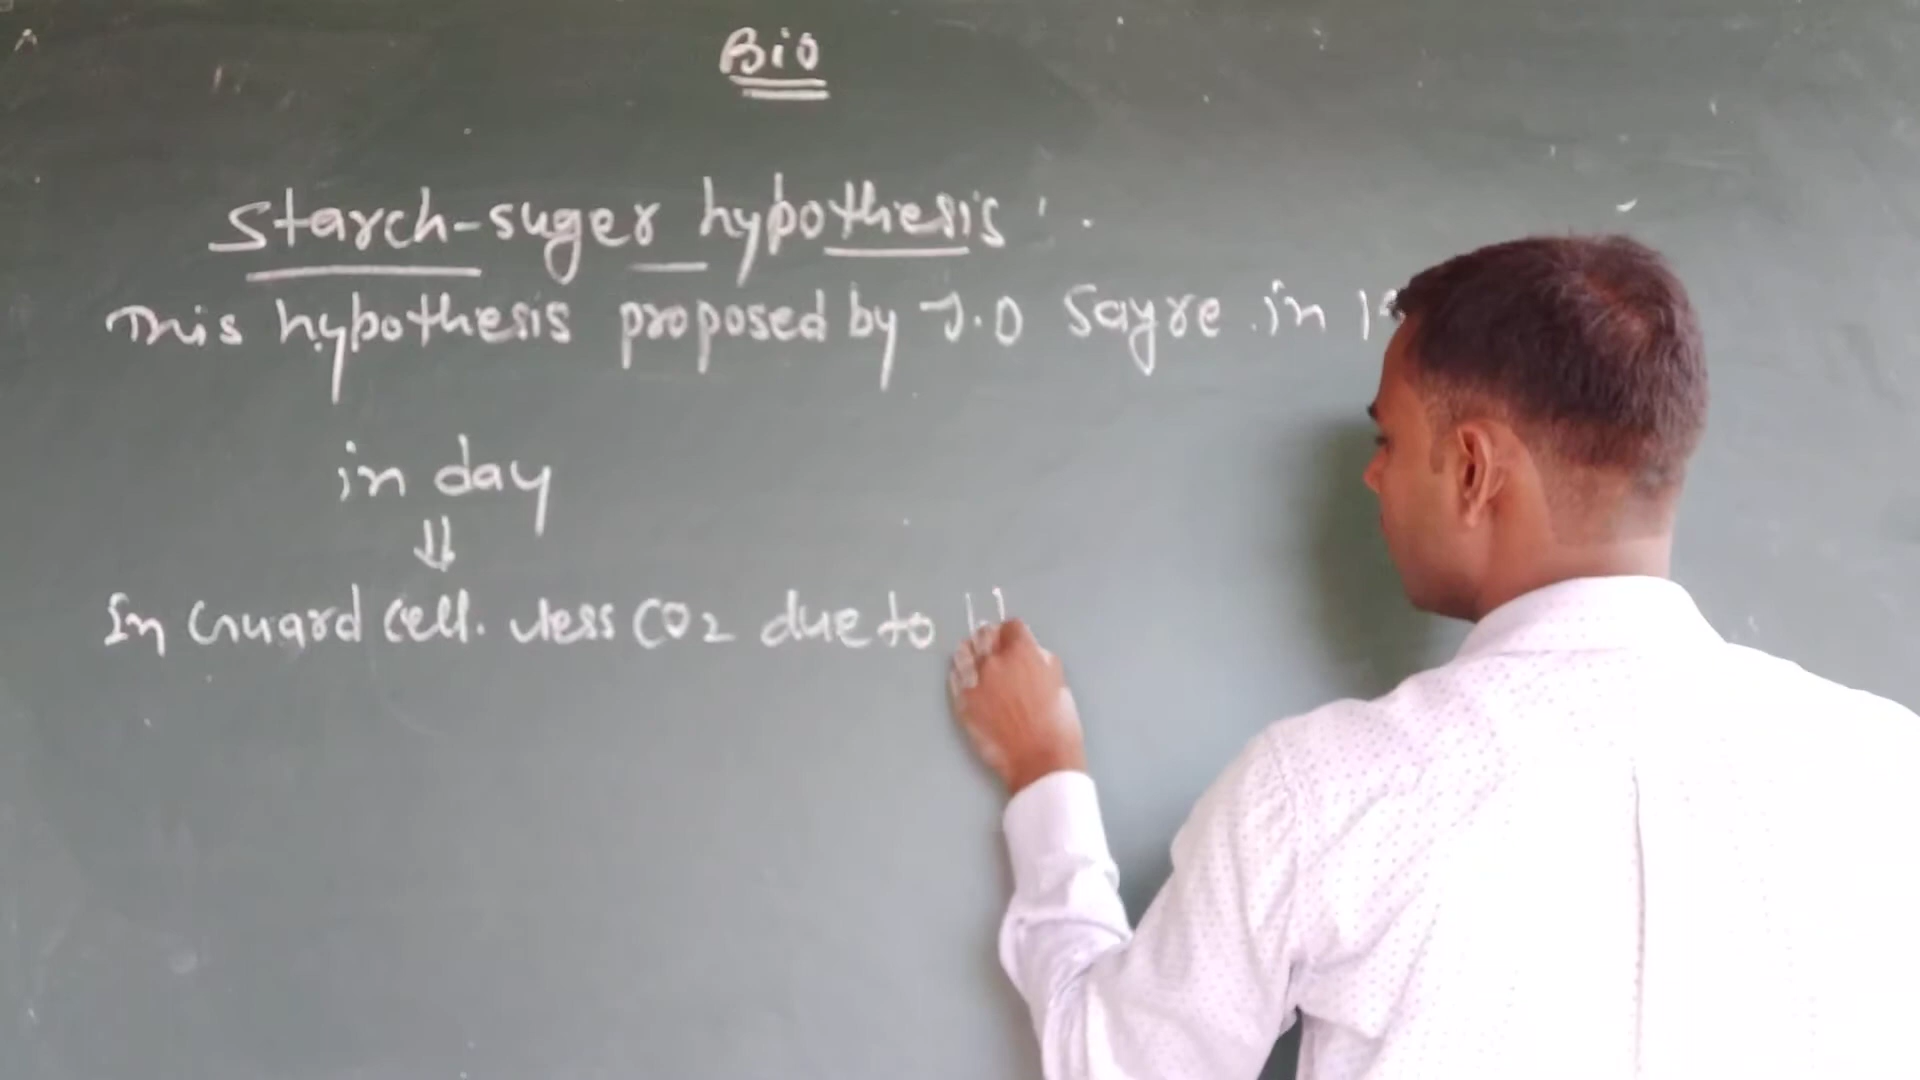 Bio
Starch-suger hypothesis :-
This hypothesis proposed by J.D Sayre in
in day
In Guard cell. less CO2 due to